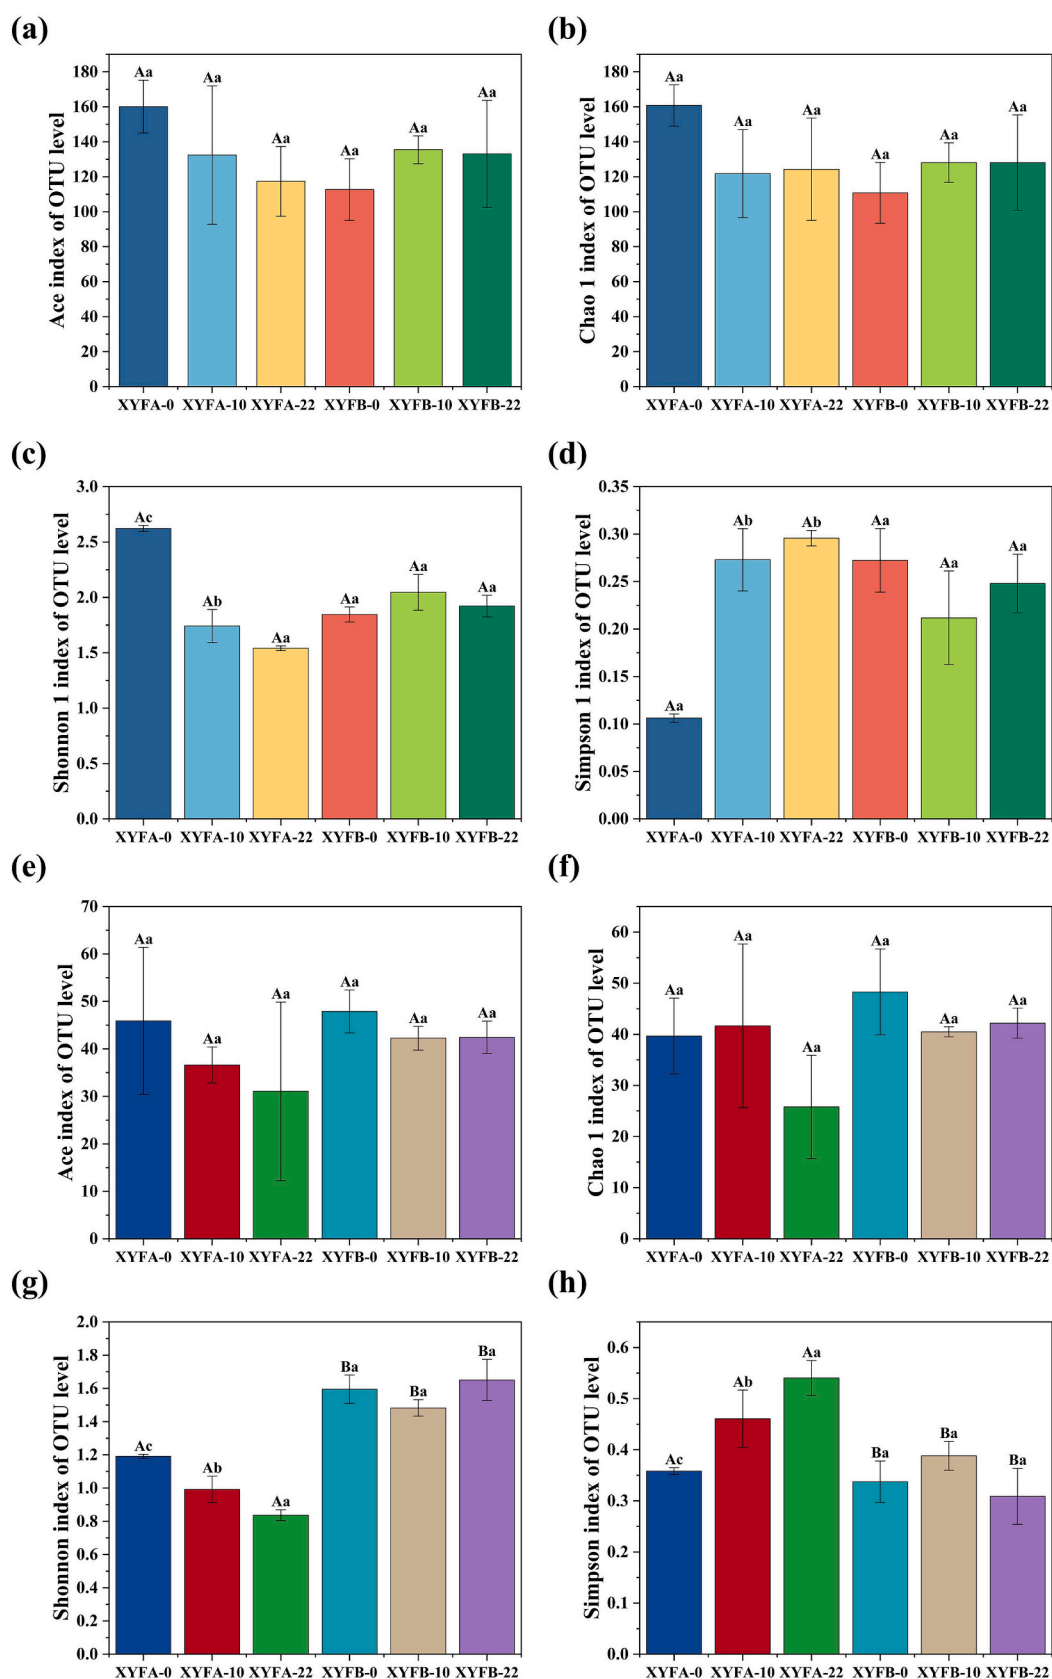 (a)
Ace index of OTU level
180
160
140
120
100
80
60
40
20
0
Aa
Aa
Aa
Aa
Aa
Aa
XYFA-0 XYFA-10 XYFA-22 XYFB-0 XYFB-10 XYFB-22
(b)
Chao 1 index of OTU level
180
160
140
120
100
80
60
40
20
0
Aa
Aa
Aa
Aa
Aa
Aa
XYFA-0 XYFA-10 XYFA-22 XYFB-0 XYFB-10 XYFB-22
(c)
Shonnon 1 index of OTU level
3.0
2.5
2.0
1.5
1.0
0.5
0.0
Ac
Ab
Aa
Aa
Aa
Aa
XYFA-0 XYFA-10 XYFA-22 XYFB-0 XYFB-10 XYFB-22
(d)
Simpson 1 index of OTU level
0.35
0.30
0.25
0.20
0.15
0.10
0.05
0.00
Aa
Ab
Ab
Aa
Aa
Aa
XYFA-0 XYFA-10 XYFA-22 XYFB-0 XYFB-10 XYFB-22
(e)
Ace index of OTU level
70
60
50
40
30
20
10
0
Aa
Aa
Aa
Aa
Aa
Aa
XYFA-0 XYFA-10 XYFA-22 XYFB-0 XYFB-10 XYFB-22
(f)
Chao 1 index of OTU level
60
50
40
30
20
10
0
Aa
Aa
Aa
Aa
Aa
Aa
XYFA-0 XYFA-10 XYFA-22 XYFB-0 XYFB-10 XYFB-22
(g)
Shonnon index of OTU level
2.0
1.8
1.6
1.4
1.2
1.0
0.8
0.6
0.4
0.2
0.0
Ac
Ab
Aa
Ba
Ba
Ba
XYFA-0 XYFA-10 XYFA-22 XYFB-0 XYFB-10 XYFB-22
(h)
Simpson index of OTU level
0.6
0.5
0.4
0.3
0.2
0.1
0.0
Ac
Ab
Aa
Ba
Ba
Ba
XYFA-0 XYFA-10 XYFA-22 XYFB-0 XYFB-10 XYFB-22